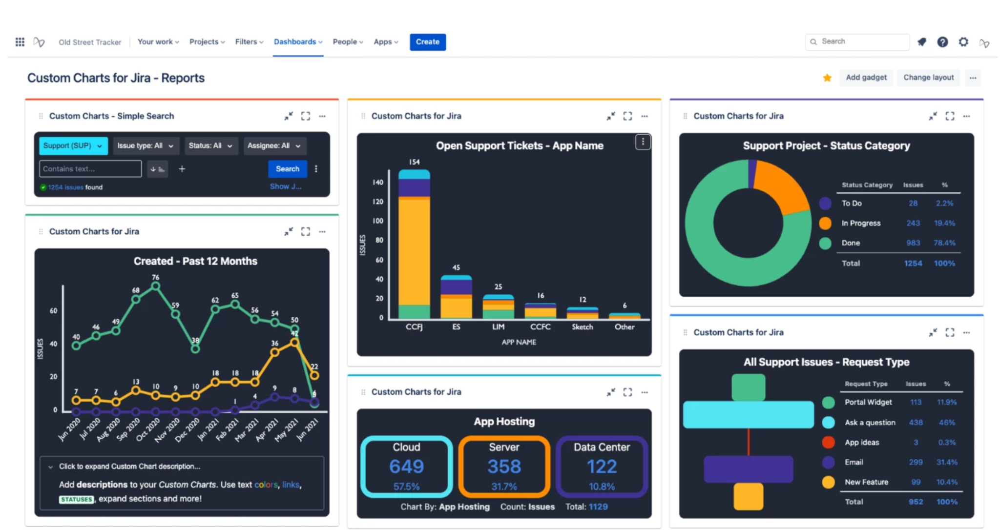 Old Street Tracker Your work Projects Filters Dashboards People Apps Create Search
Custom Charts for Jira - Reports Add gadget Change layout
Custom Charts - Simple Search
Support (SUP) Issue type: All Status: All Assignee: All
Contains text... Search
1254 issues found Show J...
Custom Charts for Jira
Created - Past 12 Months
ISSUES
60
40
20
0
40 46 49 68 76 59 38 62 65 56 54 50
7 7 6 13 10 9 10 18 18 18 36 42 22
1 4 9 8 6
Jun 2020 Jul 2020 Aug 2020 Sep 2020 Oct 2020 Nov 2020 Dec 2020 Jan 2021 Feb 2021 Mar 2021 Apr 2021 May 2021 Jun 2021
Click to expand Custom Chart description...
Add descriptions to your Custom Charts. Use text colors, links,
STATUSES, expand sections and more!
Custom Charts for Jira
Open Support Tickets - App Name
ISSUES
140
120
100
80
60
40
20
0
154 45 25 16 12 6
CCFJ ES LIM CCFC Sketch Other
APP NAME
Custom Charts for Jira
App Hosting
Cloud Server Data Center
649 358 122
57.5% 31.7% 10.8%
Chart By: App Hosting Count: Issues Total: 1129
Custom Charts for Jira
Support Project - Status Category
Status Category Issues %
To Do 28 2.2%
In Progress 243 19.4%
Done 983 78.4%
Total 1254 100%
Custom Charts for Jira
All Support Issues - Request Type
Request Type Issues %
Portal Widget 113 11.9%
Ask a question 438 46%
App ideas 3 0.3%
Email 299 31.4%
New Feature 99 10.4%
Total 952 100%